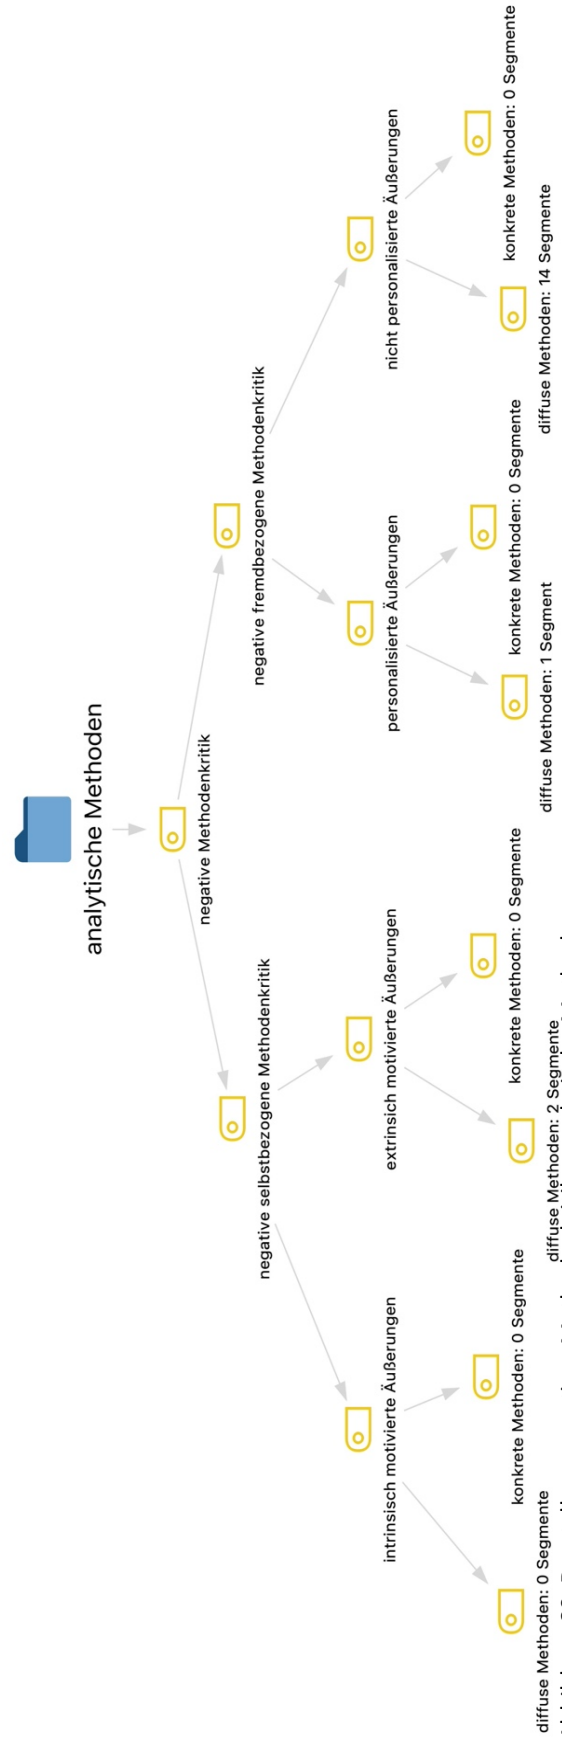 analytische Methoden
negative Methodenkritik
negative selbstbezogene Methodenkritik
negative fremdbezogene Methodenkritik
intrinsisch motivierte Äußerungen
extrinsich motivierte Äußerungen
personalisierte Äußerungen
nicht personalisierte Äußerungen
diffuse Methoden: 0 Segmente
konkrete Methoden: 0 Segmente
diffuse Methoden: 2 Segmente
konkrete Methoden: 0 Segmente
diffuse Methoden: 1 Segment
konkrete Methoden: 0 Segmente
diffuse Methoden: 14 Segmente
konkrete Methoden: 0 Segmente